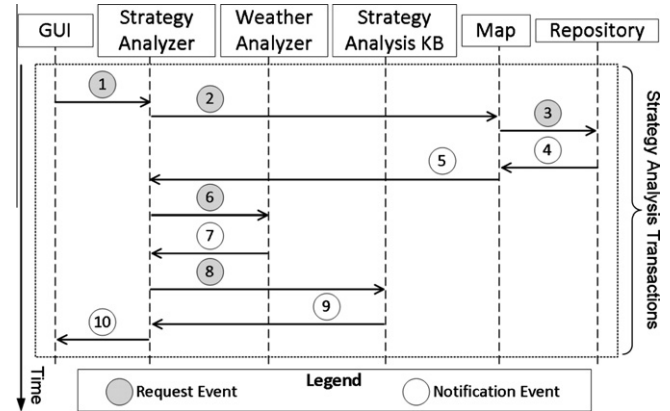 GUI
Strategy
Analyzer
Weather
Analyzer
Strategy
Analysis KB
Map
Repository
1
2
3
4
5
6
7
8
9
10
Strategy Analysis Transactions
Time
Legend
Request Event
Notification Event